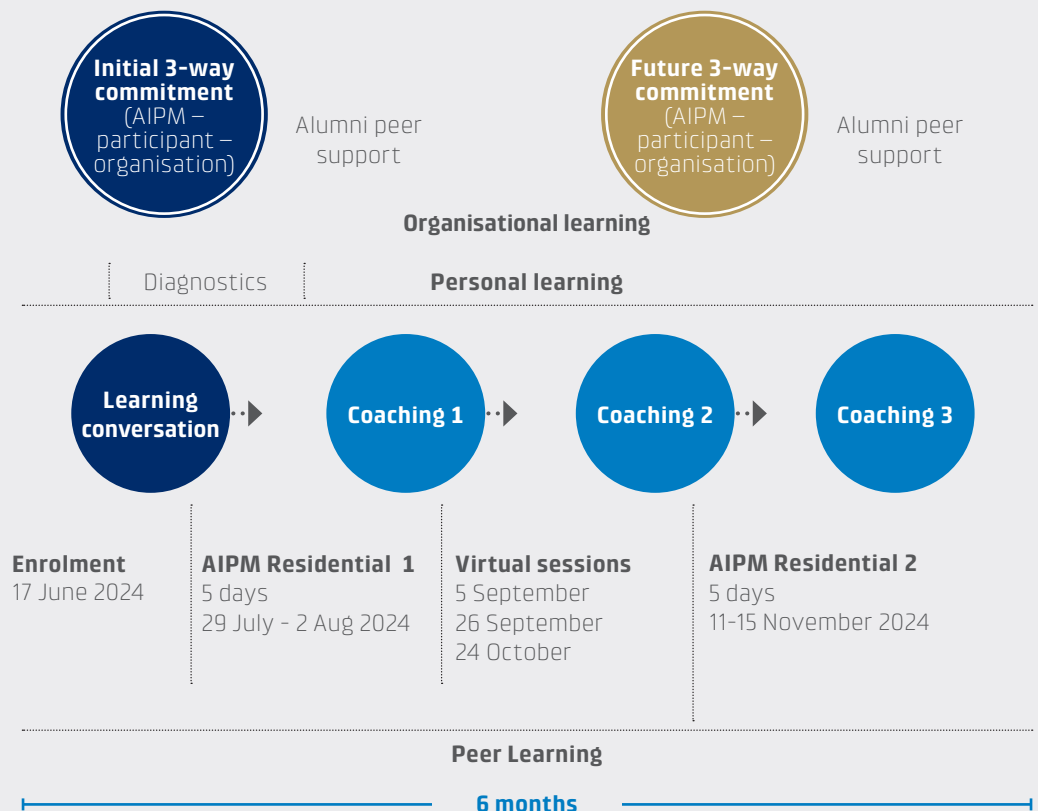 Initial 3-way
commitment
(AIPM –
participant –
organisation)
Alumni peer
support
Future 3-way
commitment
(AIPM –
participant –
organisation)
Alumni peer
support
Organisational learning
Diagnostics
Personal learning
Learning
conversation
Coaching 1
Coaching 2
Coaching 3
Enrolment
17 June 2024
AIPM Residential 1
5 days
29 July - 2 Aug 2024
Virtual sessions
5 September
26 September
24 October
AIPM Residential 2
5 days
11-15 November 2024
Peer Learning
6 months